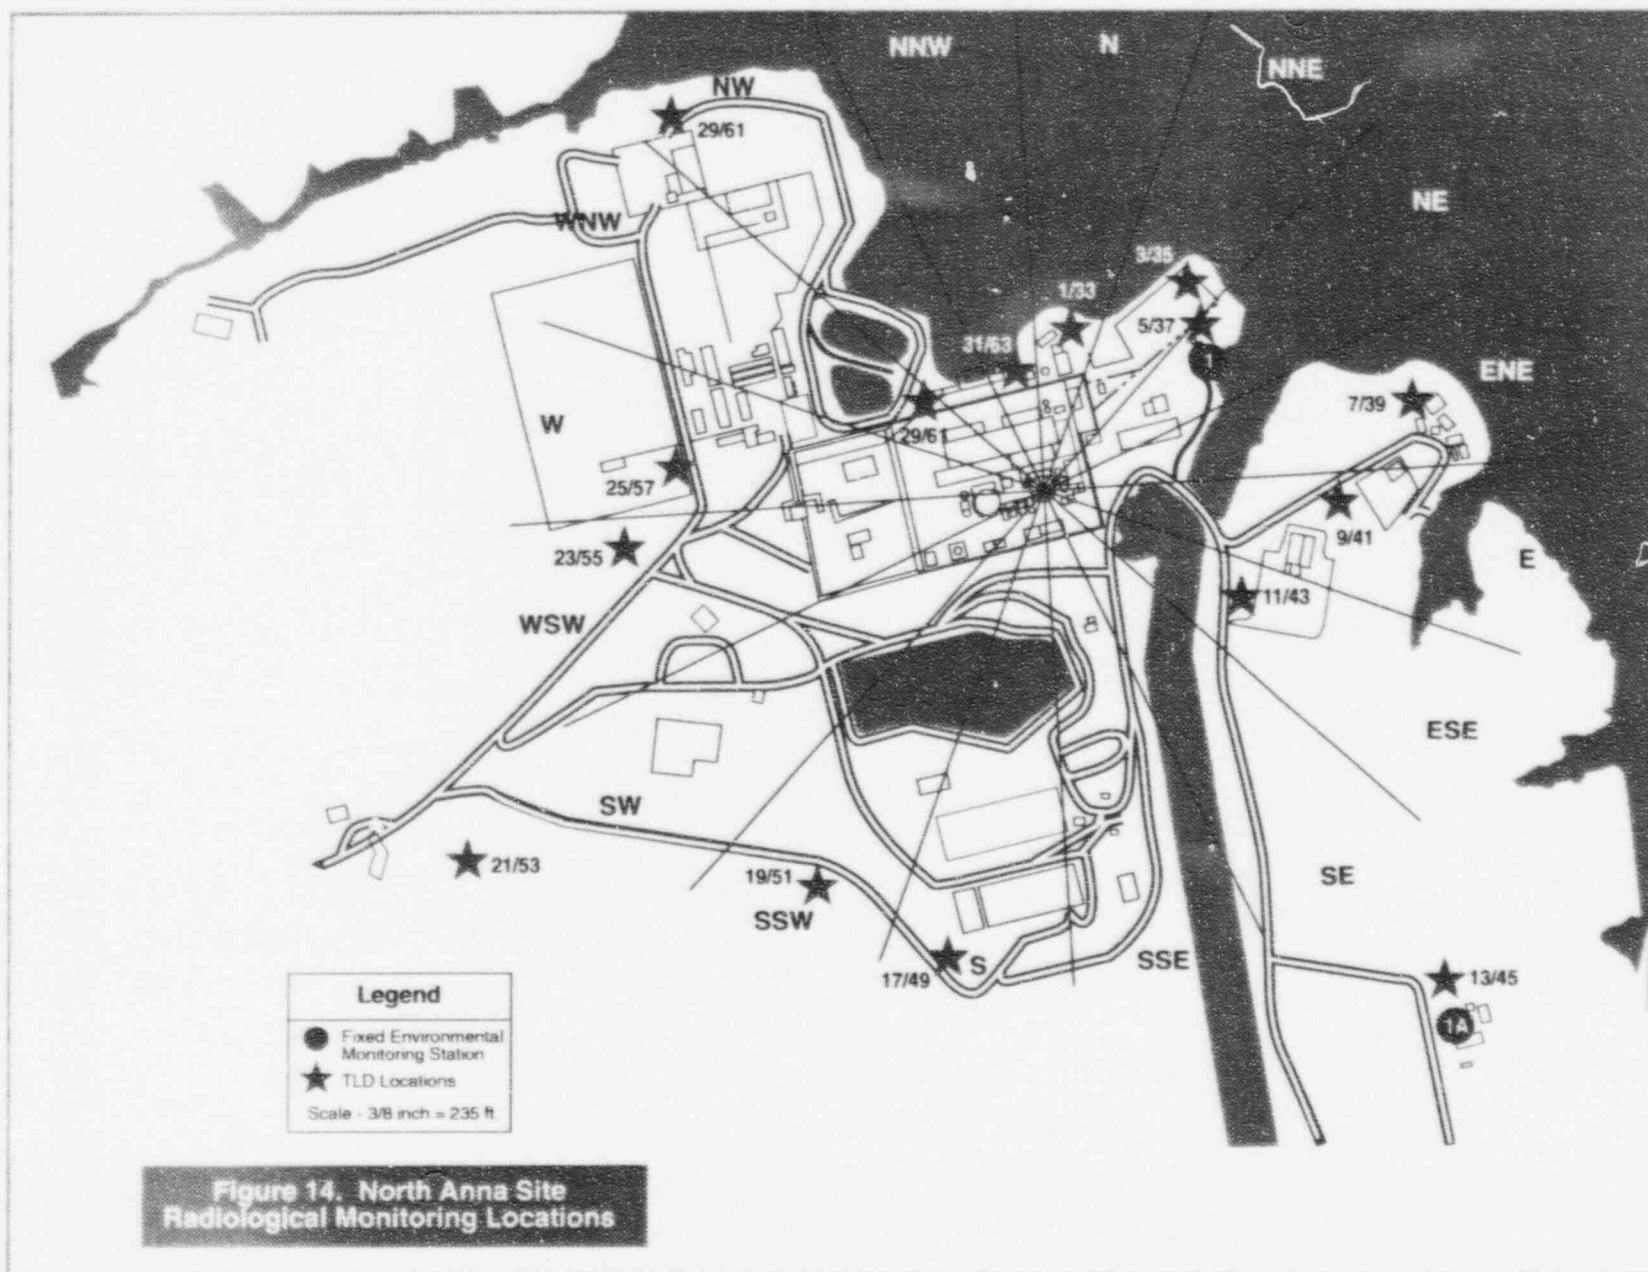 NNW
N
NNE
NW
29/61
NE
WNW
3/35
1/33
5/37
31/63
1
ENE
7/39
W
29/61
25/57
9/41
23/55
E
11/43
WSW
ESE
SW
21/53
19/51
SE
SSW
S
SSE
17/49
13/45
1A
Legend
Fixed Environmental
Monitoring Station
TLD Locations
Scale - 3/8 inch = 235 ft.
Figure 14. North Anna Site
Radiological Monitoring Locations